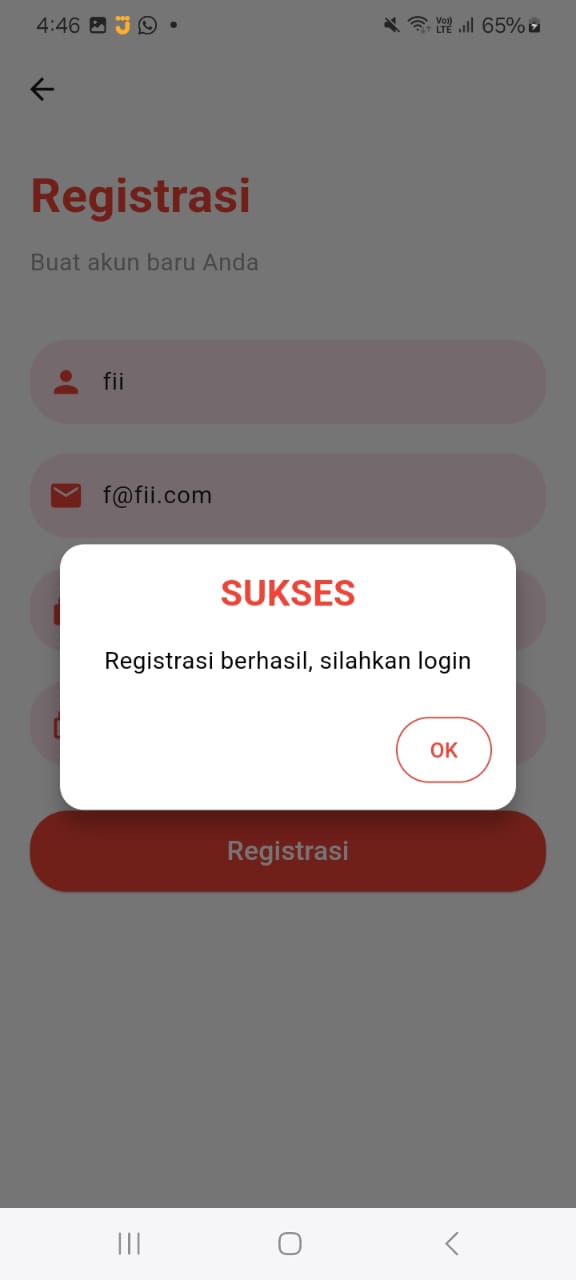 4:46
Vo)) LTE 65%
Registrasi
Buat akun baru Anda
fii
f@fii.com
SUKSES
Registrasi berhasil, silahkan login
OK
Registrasi